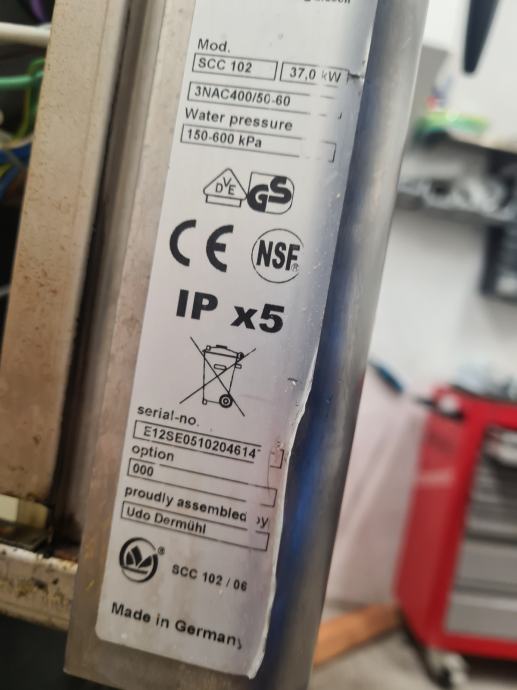 Mod.
SCC 102 37,0 kW
3NAC400/50-60
Water pressure
150-600 kPa
DVE GS
CE NSF®
IP x5
serial-no.
E12SE0510204614
option
000
proudly assembled by
Udo Dermühl
®
SCC 102 / 06
Made in Germany